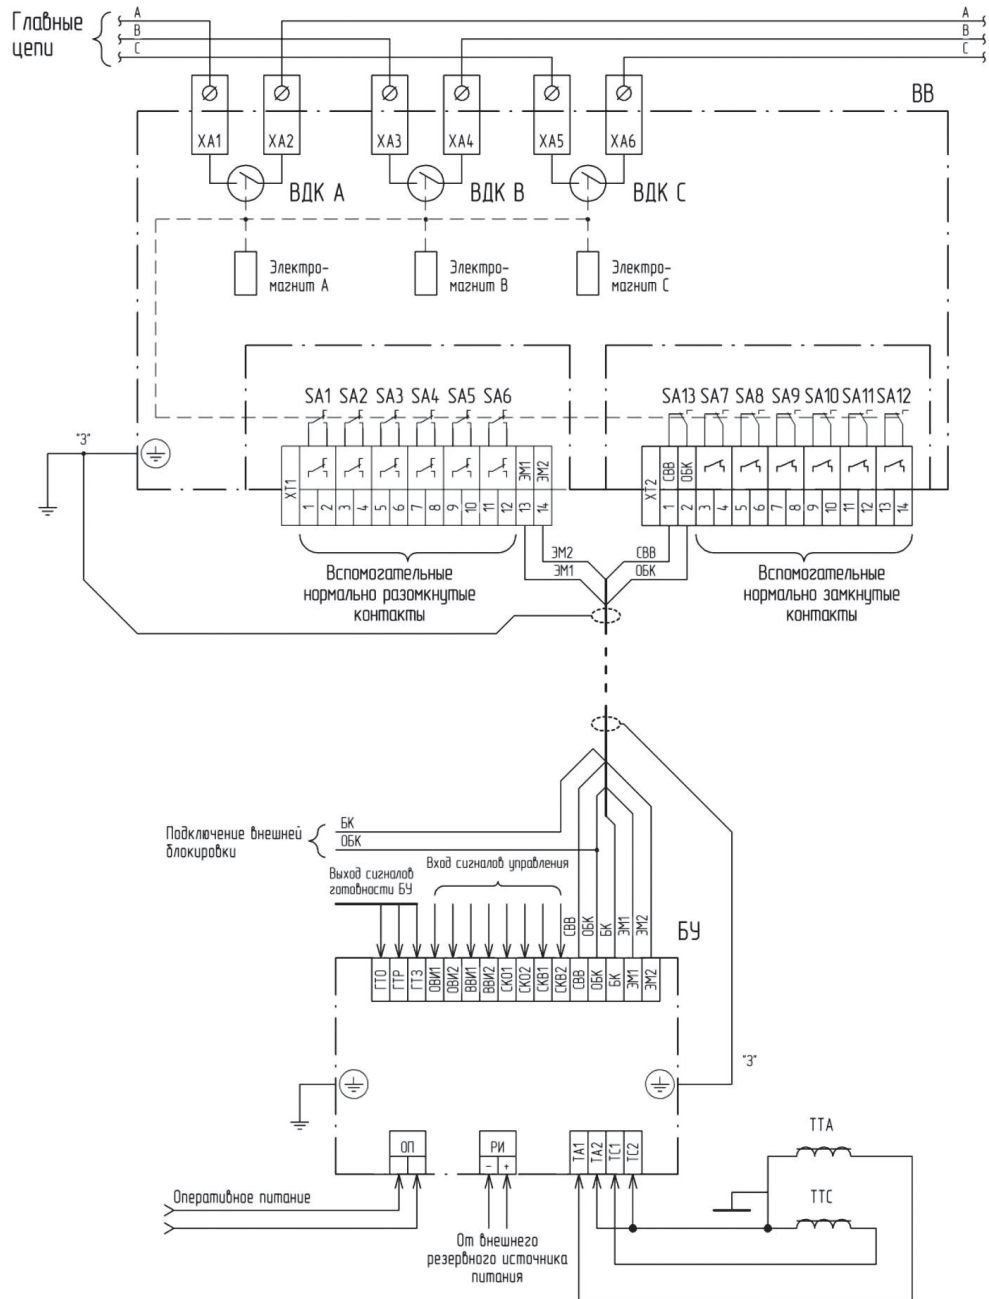 Главные
цепи
A
B
C
A
B
C
ВВ
ХА1
ХА2
ХА3
ХА4
ХА5
ХА6
ВДК А
ВДК В
ВДК С
Электро-
магнит А
Электро-
магнит В
Электро-
магнит С
SA1 SA2 SA3 SA4 SA5 SA6
SA13 SA7 SA8 SA9 SA10 SA11 SA12
"З"
XT1
ЭМ1
ЭМ2
1 2 3 4 5 6 7 8 9 10 11 12 13 14
XT2
СВВ
ОБК
1 2 3 4 5 6 7 8 9 10 11 12 13 14
ЭМ2
ЭМ1
СВВ
ОБК
Вспомогательные
нормально разомкнутые
контакты
Вспомогательные
нормально замкнутые
контакты
Подключение внешней
блокировки
БК
ОБК
Выход сигналов
готовности БУ
Вход сигналов управления
СВВ
ОБК
БК
ЭМ1
ЭМ2
БУ
ГТО
ГТР
ГТЗ
ОВИ1
ОВИ2
ВВИ1
ВВИ2
СКО1
СКО2
СКВ1
СКВ2
СВВ
ОБК
БК
ЭМ1
ЭМ2
"З"
ОП
РИ
- +
ТА1
ТА2
ТС1
ТС2
ТТА
ТТС
Оперативное питание
От внешнего
резервного источника
питания